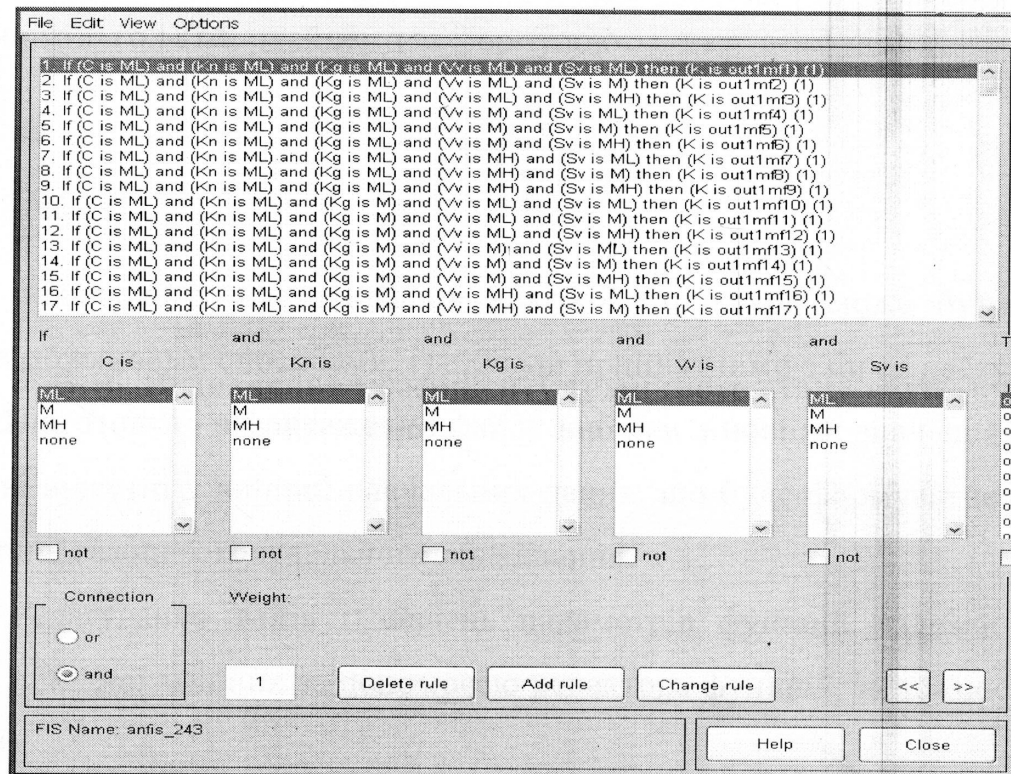 File Edit View Options
1. If (C is ML) and (Kn is ML) and (Kg is ML) and (Vv is ML) and (Sv is ML) then (K is out1mf1) (1)
2. If (C is ML) and (Kn is ML) and (Kg is ML) and (Vv is ML) and (Sv is M) then (K is out1mf2) (1)
3. If (C is ML) and (Kn is ML) and (Kg is ML) and (Vv is ML) and (Sv is MH) then (K is out1mf3) (1)
4. If (C is ML) and (Kn is ML) and (Kg is ML) and (Vv is M) and (Sv is ML) then (K is out1mf4) (1)
5. If (C is ML) and (Kn is ML) and (Kg is ML) and (Vv is M) and (Sv is M) then (K is out1mf5) (1)
6. If (C is ML) and (Kn is ML) and (Kg is ML) and (Vv is M) and (Sv is MH) then (K is out1mf6) (1)
7. If (C is ML) and (Kn is ML) and (Kg is ML) and (Vv is MH) and (Sv is ML) then (K is out1mf7) (1)
8. If (C is ML) and (Kn is ML) and (Kg is ML) and (Vv is MH) and (Sv is M) then (K is out1mf8) (1)
9. If (C is ML) and (Kn is ML) and (Kg is ML) and (Vv is MH) and (Sv is MH) then (K is out1mf9) (1)
10. If (C is ML) and (Kn is ML) and (Kg is M) and (Vv is ML) and (Sv is ML) then (K is out1mf10) (1)
11. If (C is ML) and (Kn is ML) and (Kg is M) and (Vv is ML) and (Sv is M) then (K is out1mf11) (1)
12. If (C is ML) and (Kn is ML) and (Kg is M) and (Vv is ML) and (Sv is MH) then (K is out1mf12) (1)
13. If (C is ML) and (Kn is ML) and (Kg is M) and (Vv is M) and (Sv is ML) then (K is out1mf13) (1)
14. If (C is ML) and (Kn is ML) and (Kg is M) and (Vv is M) and (Sv is M) then (K is out1mf14) (1)
15. If (C is ML) and (Kn is ML) and (Kg is M) and (Vv is M) and (Sv is MH) then (K is out1mf15) (1)
16. If (C is ML) and (Kn is ML) and (Kg is M) and (Vv is MH) and (Sv is ML) then (K is out1mf16) (1)
17. If (C is ML) and (Kn is ML) and (Kg is M) and (Vv is MH) and (Sv is M) then (K is out1mf17) (1)
If and and and and
C is Kn is Kg is Vv is Sv is
ML ML ML ML ML
M M M M M
MH MH MH MH MH
none none none none none
not not not not not
Connection Weight:
or
and 1 Delete rule Add rule Change rule << >>
FIS Name: anfis_243 Help Close